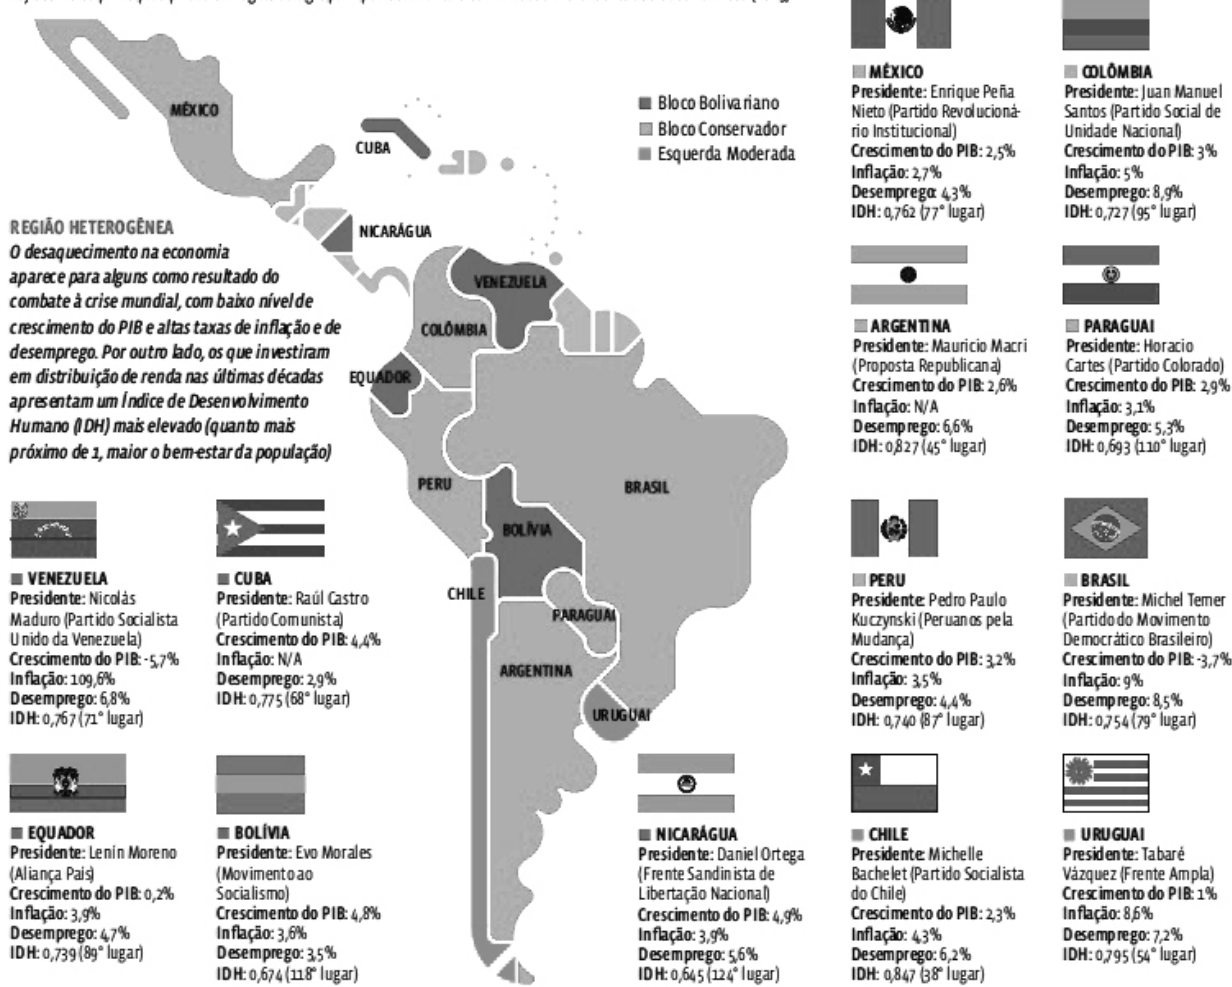 MÉXICO
CUBA
NICARÁGUA
VENEZUELA
COLÔMBIA
EQUADOR
PERU
BRASIL
BOLÍVIA
CHILE
PARAGUAI
ARGENTINA
URUGUAI
Bloco Bolivariano
Bloco Conservador
Esquerda Moderada
REGIÃO HETEROGÊNEA
O desaquecimento na economia
aparece para alguns como resultado do
combate à crise mundial, com baixo nível de
crescimento do PIB e altas taxas de inflação e de
desemprego. Por outro lado, os que investiram
em distribuição de renda nas últimas décadas
apresentam um Índice de Desenvolvimento
Humano (IDH) mais elevado (quanto mais
próximo de 1, maior o bem-estar da população)
MÉXICO
Presidente: Enrique Peña
Nieto (Partido Revolucioná-
rio Institucional)
Crescimento do PIB: 2,5%
Inflação: 2,7%
Desemprego: 4,3%
IDH: 0,762 (77° lugar)
COLÔMBIA
Presidente: Juan Manuel
Santos (Partido Social de
Unidade Nacional)
Crescimento do PIB: 3%
Inflação: 5%
Desemprego: 8,9%
IDH: 0,727 (95° lugar)
ARGENTINA
Presidente: Mauricio Macri
(Proposta Republicana)
Crescimento do PIB: 2,6%
Inflação: N/A
Desemprego: 6,6%
IDH: 0,827 (45° lugar)
PARAGUAI
Presidente: Horacio
Cartes (Partido Colorado)
Crescimento do PIB: 2,9%
Inflação: 3,1%
Desemprego: 5,3%
IDH: 0,693 (110° lugar)
VENEZUELA
Presidente: Nicolás
Maduro (Partido Socialista
Unido da Venezuela)
Crescimento do PIB: -5,7%
Inflação: 109,6%
Desemprego: 6,8%
IDH: 0,767 (71° lugar)
CUBA
Presidente: Raúl Castro
(Partido Comunista)
Crescimento do PIB: 4,4%
Inflação: N/A
Desemprego: 2,9%
IDH: 0,775 (68° lugar)
PERU
Presidente: Pedro Paulo
Kuczynski (Peruanos pela
Mudança)
Crescimento do PIB: 3,2%
Inflação: 3,5%
Desemprego: 4,4%
IDH: 0,740 (87° lugar)
BRASIL
Presidente: Michel Temer
(Partido do Movimento
Democrático Brasileiro)
Crescimento do PIB: -3,7%
Inflação: 9%
Desemprego: 8,5%
IDH: 0,754 (79° lugar)
EQUADOR
Presidente: Lenín Moreno
(Aliança País)
Crescimento do PIB: 0,2%
Inflação: 3,9%
Desemprego: 4,7%
IDH: 0,739 (89° lugar)
BOLÍVIA
Presidente: Evo Morales
(Movimento ao
Socialismo)
Crescimento do PIB: 4,8%
Inflação: 3,6%
Desemprego: 3,5%
IDH: 0,674 (118° lugar)
NICARÁGUA
Presidente: Daniel Ortega
(Frente Sandinista de
Libertação Nacional)
Crescimento do PIB: 4,9%
Inflação: 3,9%
Desemprego: 5,6%
IDH: 0,645 (124° lugar)
CHILE
Presidente: Michelle
Bachelet (Partido Socialista
do Chile)
Crescimento do PIB: 2,3%
Inflação: 4,3%
Desemprego: 6,2%
IDH: 0,847 (38° lugar)
URUGUAI
Presidente: Tabaré
Vázquez (Frente Ampla)
Crescimento do PIB: 1%
Inflação: 8,6%
Desemprego: 7,2%
IDH: 0,795 (54° lugar)